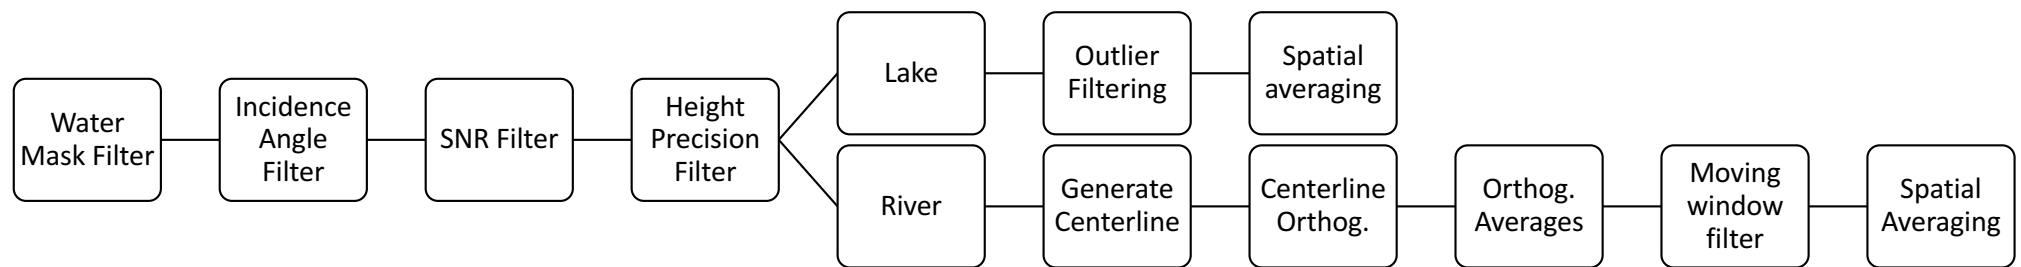 Water
Mask Filter
Incidence
Angle
Filter
SNR Filter
Height
Precision
Filter
Lake
Outlier
Filtering
Spatial
averaging
River
Generate
Centerline
Centerline
Orthog.
Orthog.
Averages
Moving
window
filter
Spatial
Averaging